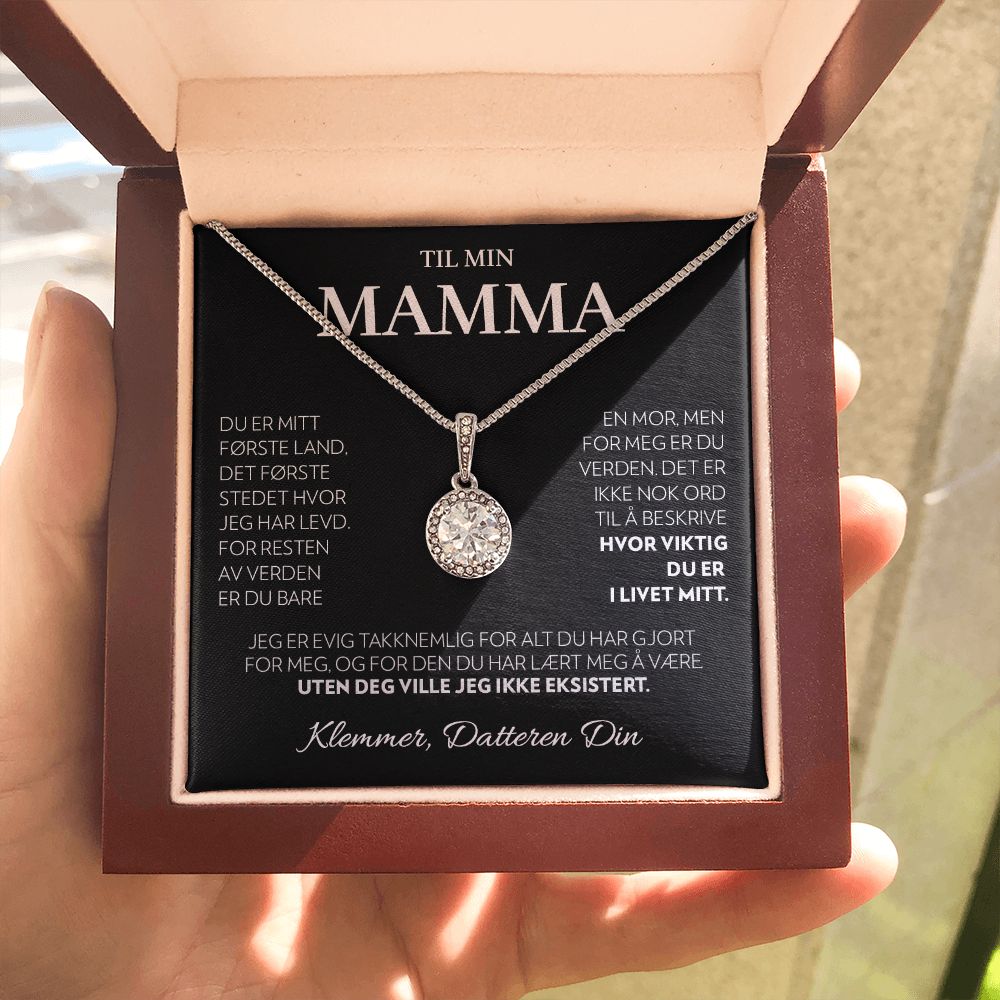 TIL MIN
MAMMA
DU ER MITT
FØRSTE LAND,
DET FØRSTE
STEDET HVOR
JEG HAR LEVD.
FOR RESTEN
AV VERDEN
ER DU BARE
EN MOR, MEN
FOR MEG ER DU
VERDEN. DET ER
IKKE NOK ORD
TIL Å BESKRIVE
HVOR VIKTIG
DU ER
I LIVET MITT.
JEG ER EVIG TAKKNEMLIG FOR ALT DU HAR GJORT
FOR MEG, OG FOR DEN DU HAR LÆRT MEG Å VÆRE.
UTEN DEG VILLE JEG IKKE EKSISTERT.
Klemmer, Datteren Din